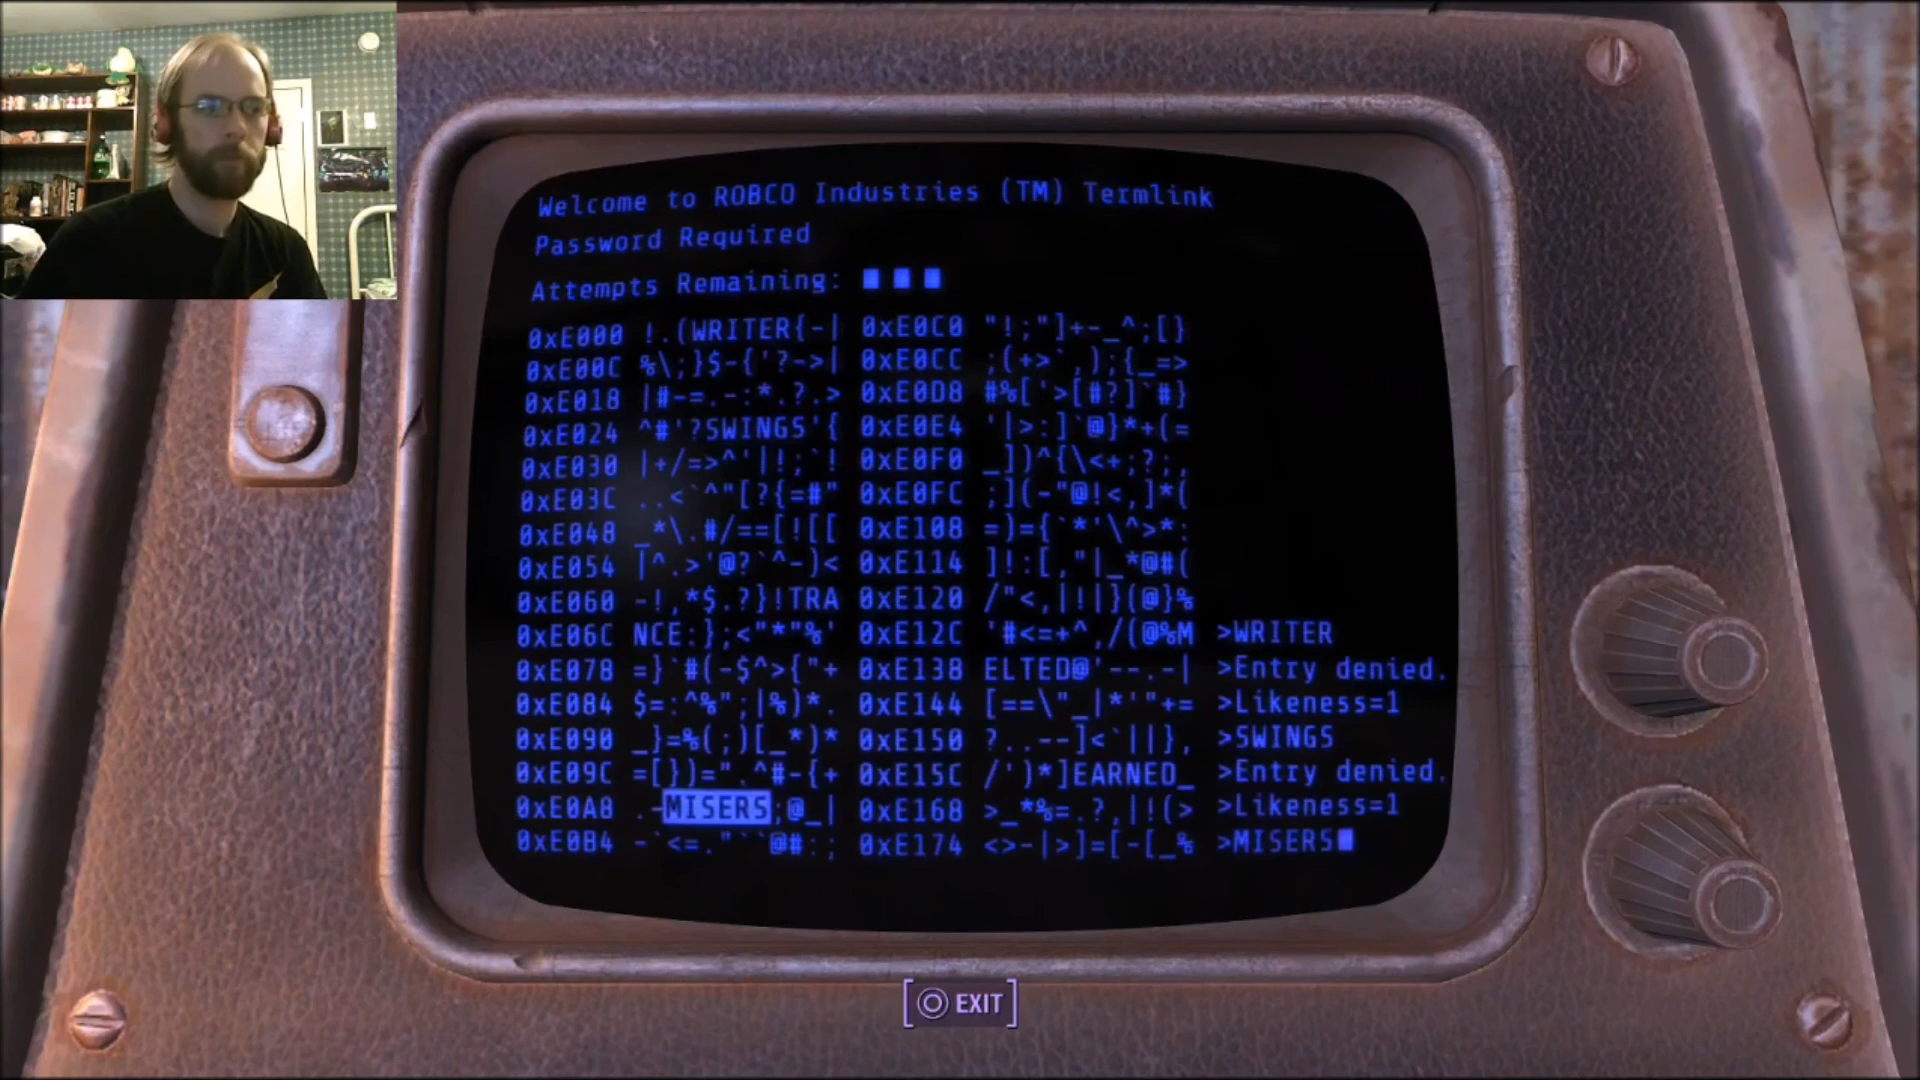 Welcome to ROBCO Industries (TM) Termlink
Password Required
Attempts Remaining: ■ ■ ■
0xE000 !.(WRITER{-| 0xE0C0 "!;"]+-_^;[}
0xE00C %\;}$-{'?->| 0xE0CC ;(+>`,);{_=>
0xE018 |#-=.-:*.?.> 0xE0D8 #%['>[#?]`#}
0xE024 ^#'?SWINGS'{ 0xE0E4 '|>:]`@}*+(=
0xE030 |+/=>^'|!;`! 0xE0F0 _])^{\<+;?;,
0xE03C ..<`^"[?{=#" 0xE0FC ;](-"@!<,]*(
0xE048 _*\.#/==[![[ 0xE108 =)={`*'\^>*:
0xE054 |^.>'@?`^-)< 0xE114 ]!:[,"|_*@#(
0xE060 -!,*$.?}!TRA 0xE120 /"<,|!|}(@}%
0xE06C NCE:};<"*"%' 0xE12C '#<=+^,/(@%M >WRITER
0xE078 =}`#(-$^>{"+ 0xE138 ELTED@'--.-| >Entry denied.
0xE084 $=:^%";|%)*. 0xE144 [==\"_|*'"+= >Likeness=1
0xE090 _}=%(;)[_*)* 0xE150 ?..--]<`||}, >SWINGS
0xE09C =[})=".^#-{+ 0xE15C /')*]EARNED_ >Entry denied.
0xE0A8 .-MISERS;@_| 0xE168 >_*%=.?,|!(> >Likeness=1
0xE0B4 -`<=."``@#:; 0xE174 <>-|>]=[-[_% >MISERS■
[◎ EXIT]